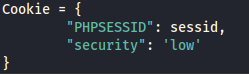 Cookie = {
        "PHPSESSID": sessid,
        "security": 'low'
}